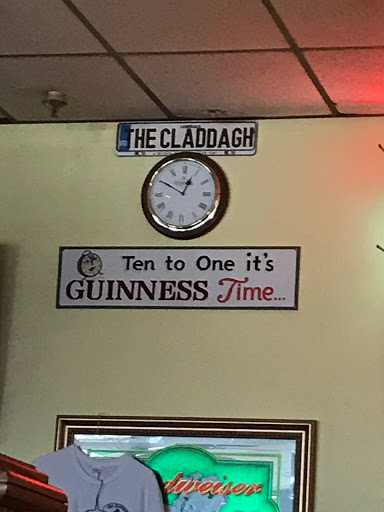 THE CLADDAGH
Ten to One it's
GUINNESS Time...
dweiser